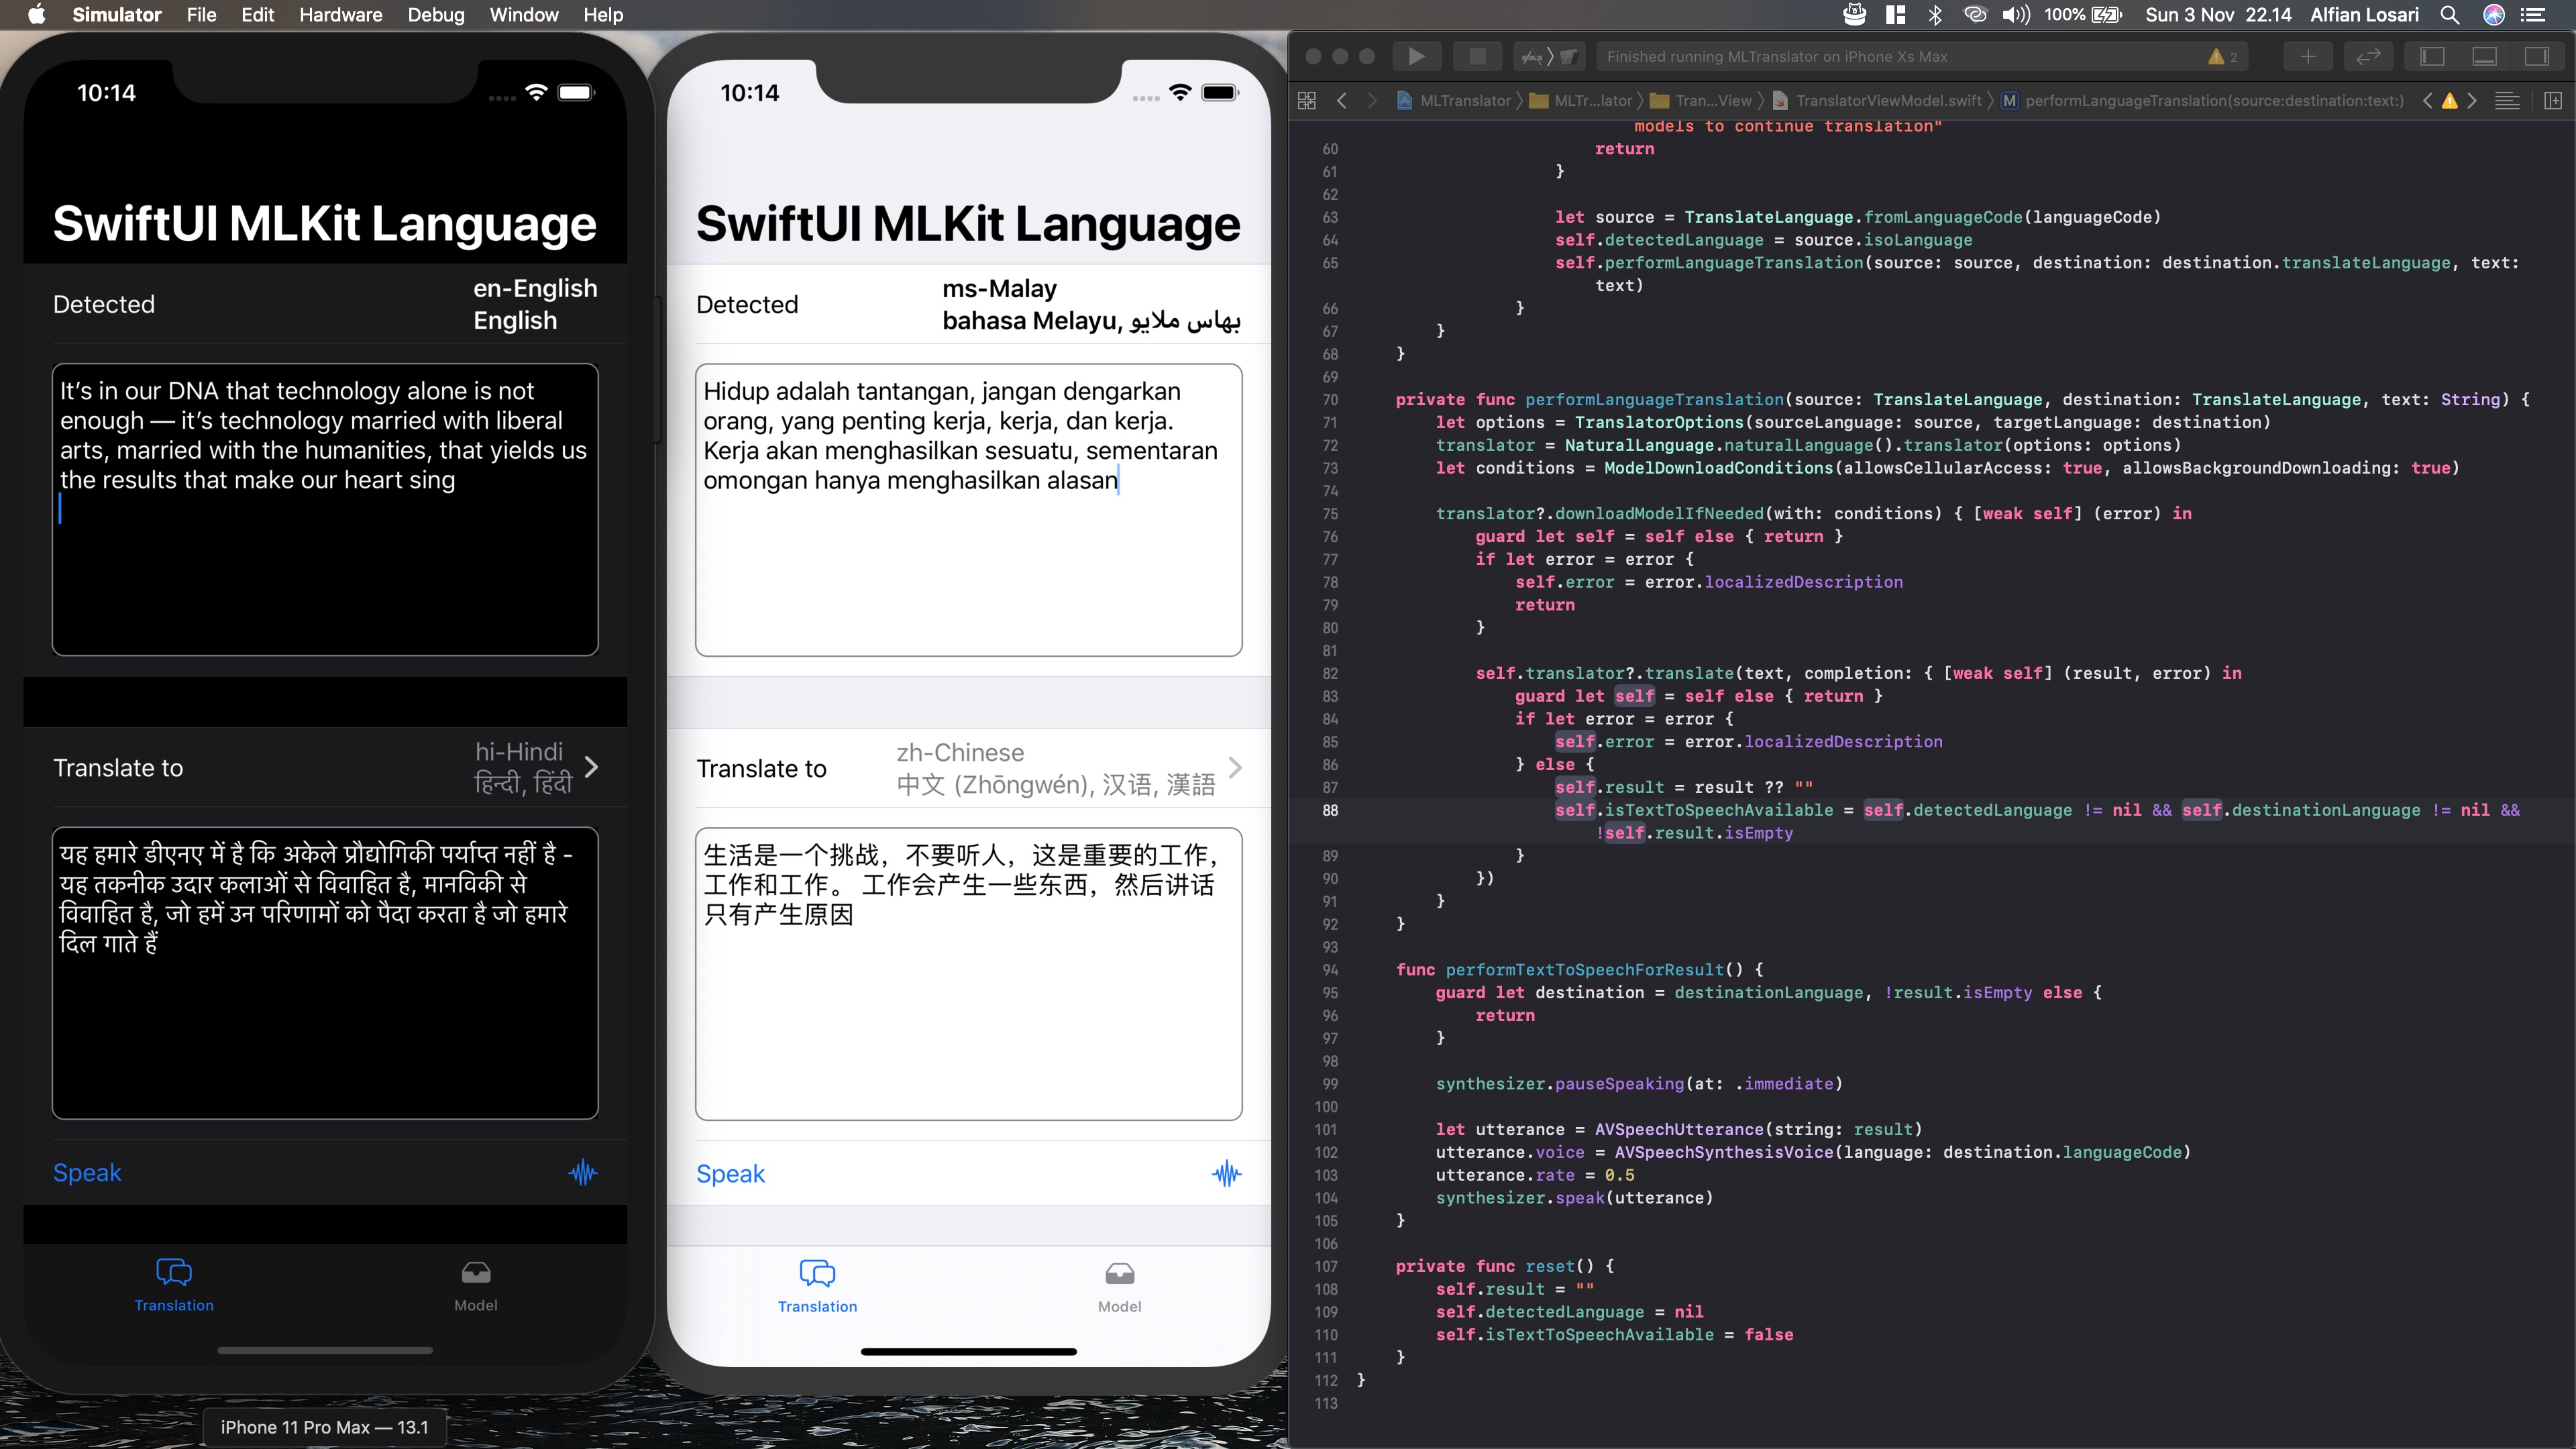 Simulator File Edit Hardware Debug Window Help
100% Sun 3 Nov 22.14 Alfian Losari
10:14
SwiftUI MLKit Language
Detected
en-English
English
It’s in our DNA that technology alone is not
enough — it’s technology married with liberal
arts, married with the humanities, that yields us
the results that make our heart sing
Translate to
hi-Hindi
हिन्दी, हिंदी
यह हमारे डीएनए में है कि अकेले प्रौद्योगिकी पर्याप्त नहीं है -
यह तकनीक उदार कलाओं से विवाहित है, मानविकी से
विवाहित है, जो हमें उन परिणामों को पैदा करता है जो हमारे
दिल गाते हैं
Speak
Translation
Model
iPhone 11 Pro Max — 13.1
10:14
SwiftUI MLKit Language
Detected
ms-Malay
bahasa Melayu, بهاس ملايو
Hidup adalah tantangan, jangan dengarkan
orang, yang penting kerja, kerja, dan kerja.
Kerja akan menghasilkan sesuatu, sementaran
omongan hanya menghasilkan alasan
Translate to
zh-Chinese
中文 (Zhōngwén), 汉语, 漢語
生活是一个挑战，不要听人，这是重要的工作，
工作和工作。 工作会产生一些东西，然后讲话
只有产生原因
Speak
Translation
Model
Finished running MLTranslator on iPhone Xs Max
2
MLTranslator MLTr...lator Tran...View TranslatorViewModel.swift M performLanguageTranslation(source:destination:text:)
models to continue translation"
60 return
61 }
62
63 let source = TranslateLanguage.fromLanguageCode(languageCode)
64 self.detectedLanguage = source.isoLanguage
65 self.performLanguageTranslation(source: source, destination: destination.translateLanguage, text:
text)
66 }
67 }
68 }
69
70 private func performLanguageTranslation(source: TranslateLanguage, destination: TranslateLanguage, text: String) {
71 let options = TranslatorOptions(sourceLanguage: source, targetLanguage: destination)
72 translator = NaturalLanguage.naturalLanguage().translator(options: options)
73 let conditions = ModelDownloadConditions(allowsCellularAccess: true, allowsBackgroundDownloading: true)
74
75 translator?.downloadModelIfNeeded(with: conditions) { [weak self] (error) in
76 guard let self = self else { return }
77 if let error = error {
78 self.error = error.localizedDescription
79 return
80 }
81
82 self.translator?.translate(text, completion: { [weak self] (result, error) in
83 guard let self = self else { return }
84 if let error = error {
85 self.error = error.localizedDescription
86 } else {
87 self.result = result ?? ""
88 self.isTextToSpeechAvailable = self.detectedLanguage != nil && self.destinationLanguage != nil &&
!self.result.isEmpty
89 }
90 })
91 }
92 }
93
94 func performTextToSpeechForResult() {
95 guard let destination = destinationLanguage, !result.isEmpty else {
96 return
97 }
98
99 synthesizer.pauseSpeaking(at: .immediate)
100
101 let utterance = AVSpeechUtterance(string: result)
102 utterance.voice = AVSpeechSynthesisVoice(language: destination.languageCode)
103 utterance.rate = 0.5
104 synthesizer.speak(utterance)
105 }
106
107 private func reset() {
108 self.result = ""
109 self.detectedLanguage = nil
110 self.isTextToSpeechAvailable = false
111 }
112 }
113